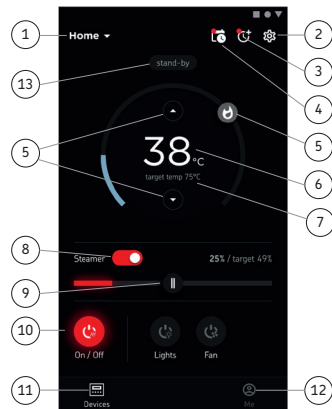 1
Home
2
3
4
13
stand-by
5
5
38 °C
6
target temp 75°C
7
8
Steamer
25% / target 49%
9
10
On / Off
Lights
Fan
11
Devices
Me
12